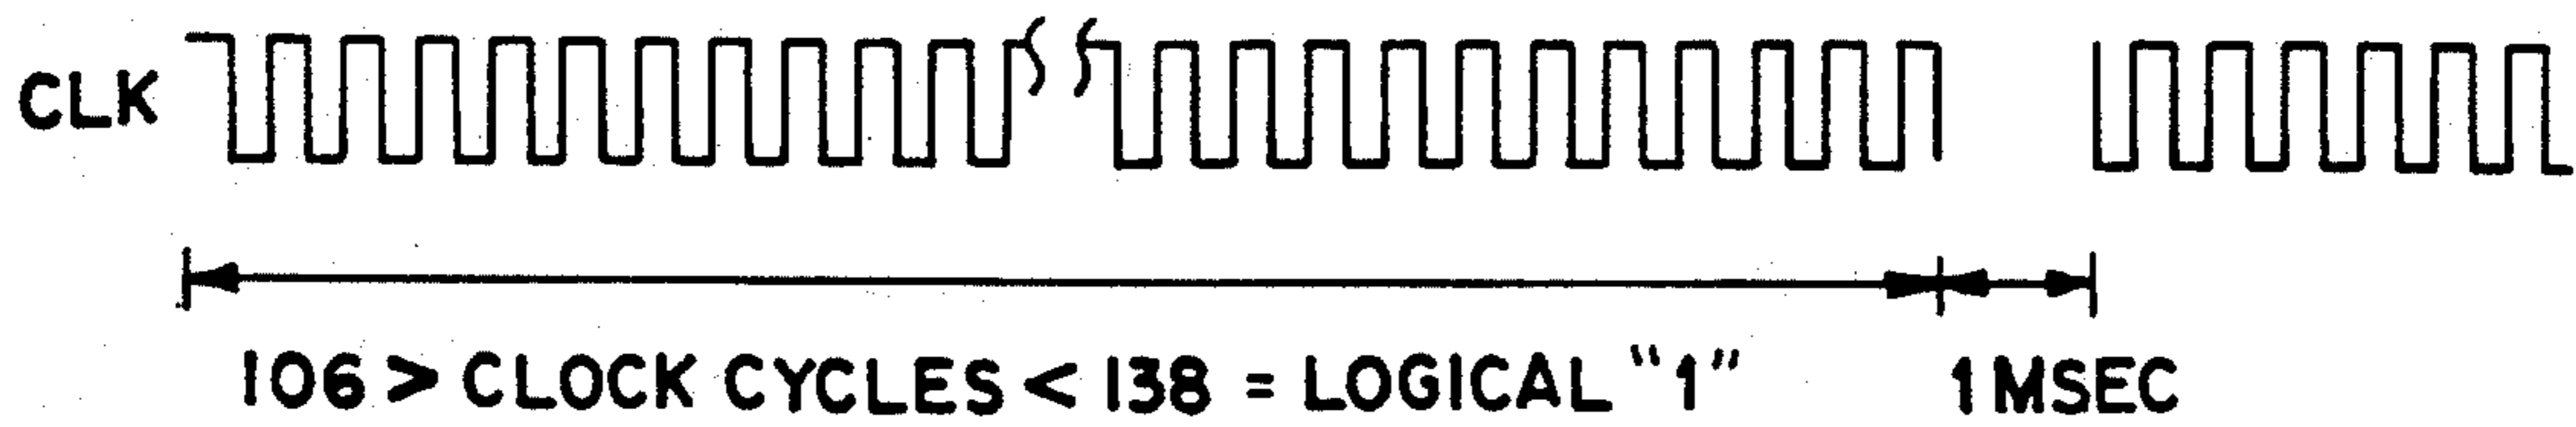 CLK
106 > CLOCK CYCLES < 138 = LOGICAL "1"
1 MSEC